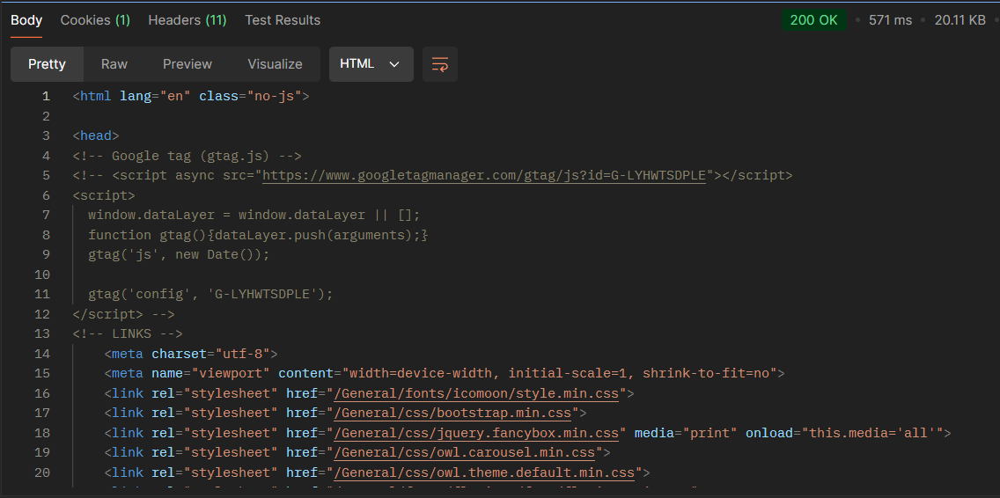 Body Cookies (1) Headers (11) Test Results 200 OK • 571 ms • 20.11 KB •
Pretty Raw Preview Visualize HTML
1 <html lang="en" class="no-js">
2
3 <head>
4 <!-- Google tag (gtag.js) -->
5 <!-- <script async src="https://www.googletagmanager.com/gtag/js?id=G-LYHWTSDPLE"></script>
6 <script>
7   window.dataLayer = window.dataLayer || [];
8   function gtag(){dataLayer.push(arguments);}
9   gtag('js', new Date());
10
11   gtag('config', 'G-LYHWTSDPLE');
12 </script> -->
13 <!-- LINKS -->
14     <meta charset="utf-8">
15     <meta name="viewport" content="width=device-width, initial-scale=1, shrink-to-fit=no">
16     <link rel="stylesheet" href="/General/fonts/icomoon/style.min.css">
17     <link rel="stylesheet" href="/General/css/bootstrap.min.css">
18     <link rel="stylesheet" href="/General/css/jquery.fancybox.min.css" media="print" onload="this.media='all'">
19     <link rel="stylesheet" href="/General/css/owl.carousel.min.css">
20     <link rel="stylesheet" href="/General/css/owl.theme.default.min.css">